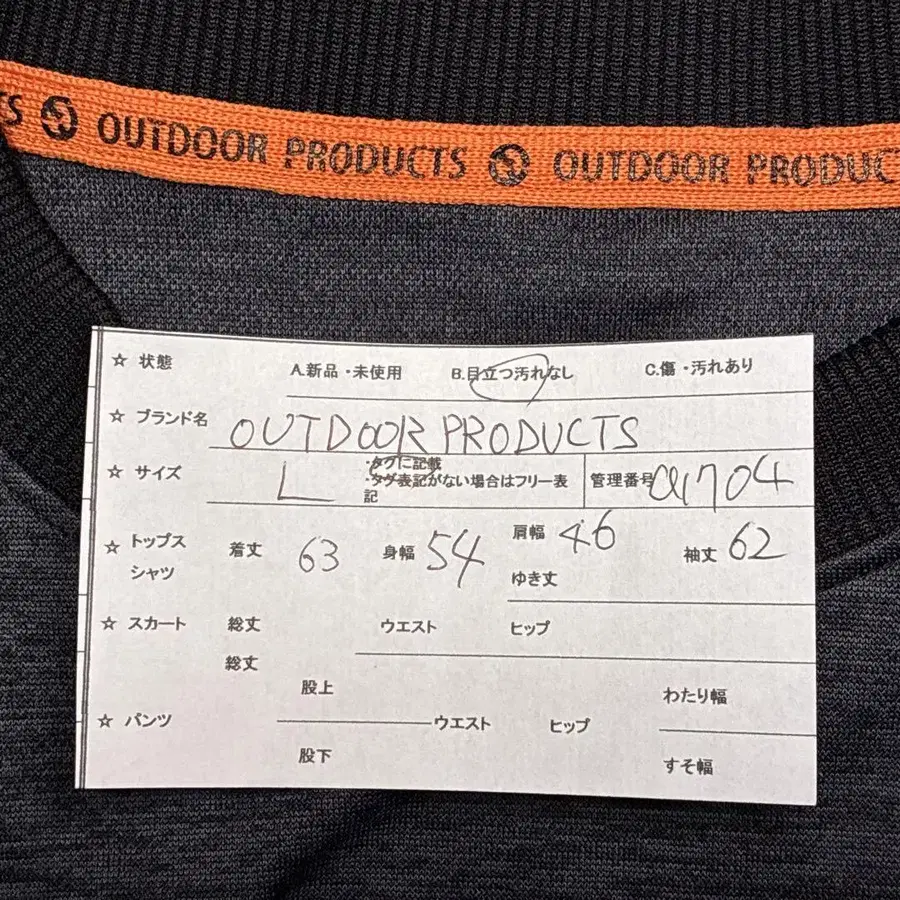 TS OUTDOOR PRODUCTS OUTDOOR PRODUC
☆ 状態 A.新品・未使用 B.目立つ汚れなし C.傷・汚れあり
☆ ブランド名 OUTDOOR PRODUCTS
☆ サイズ L ・タグに記載
・タグ表記がない場合はフリー表
記
管理番号 a1704
☆ トップス
シャツ
着丈 63 身幅 54 肩幅 46 袖丈 62
ゆき丈
☆ スカート 総丈 ウエスト ヒップ
総丈
☆ パンツ 股上 ウエスト ヒップ わたり幅
股下 すそ幅